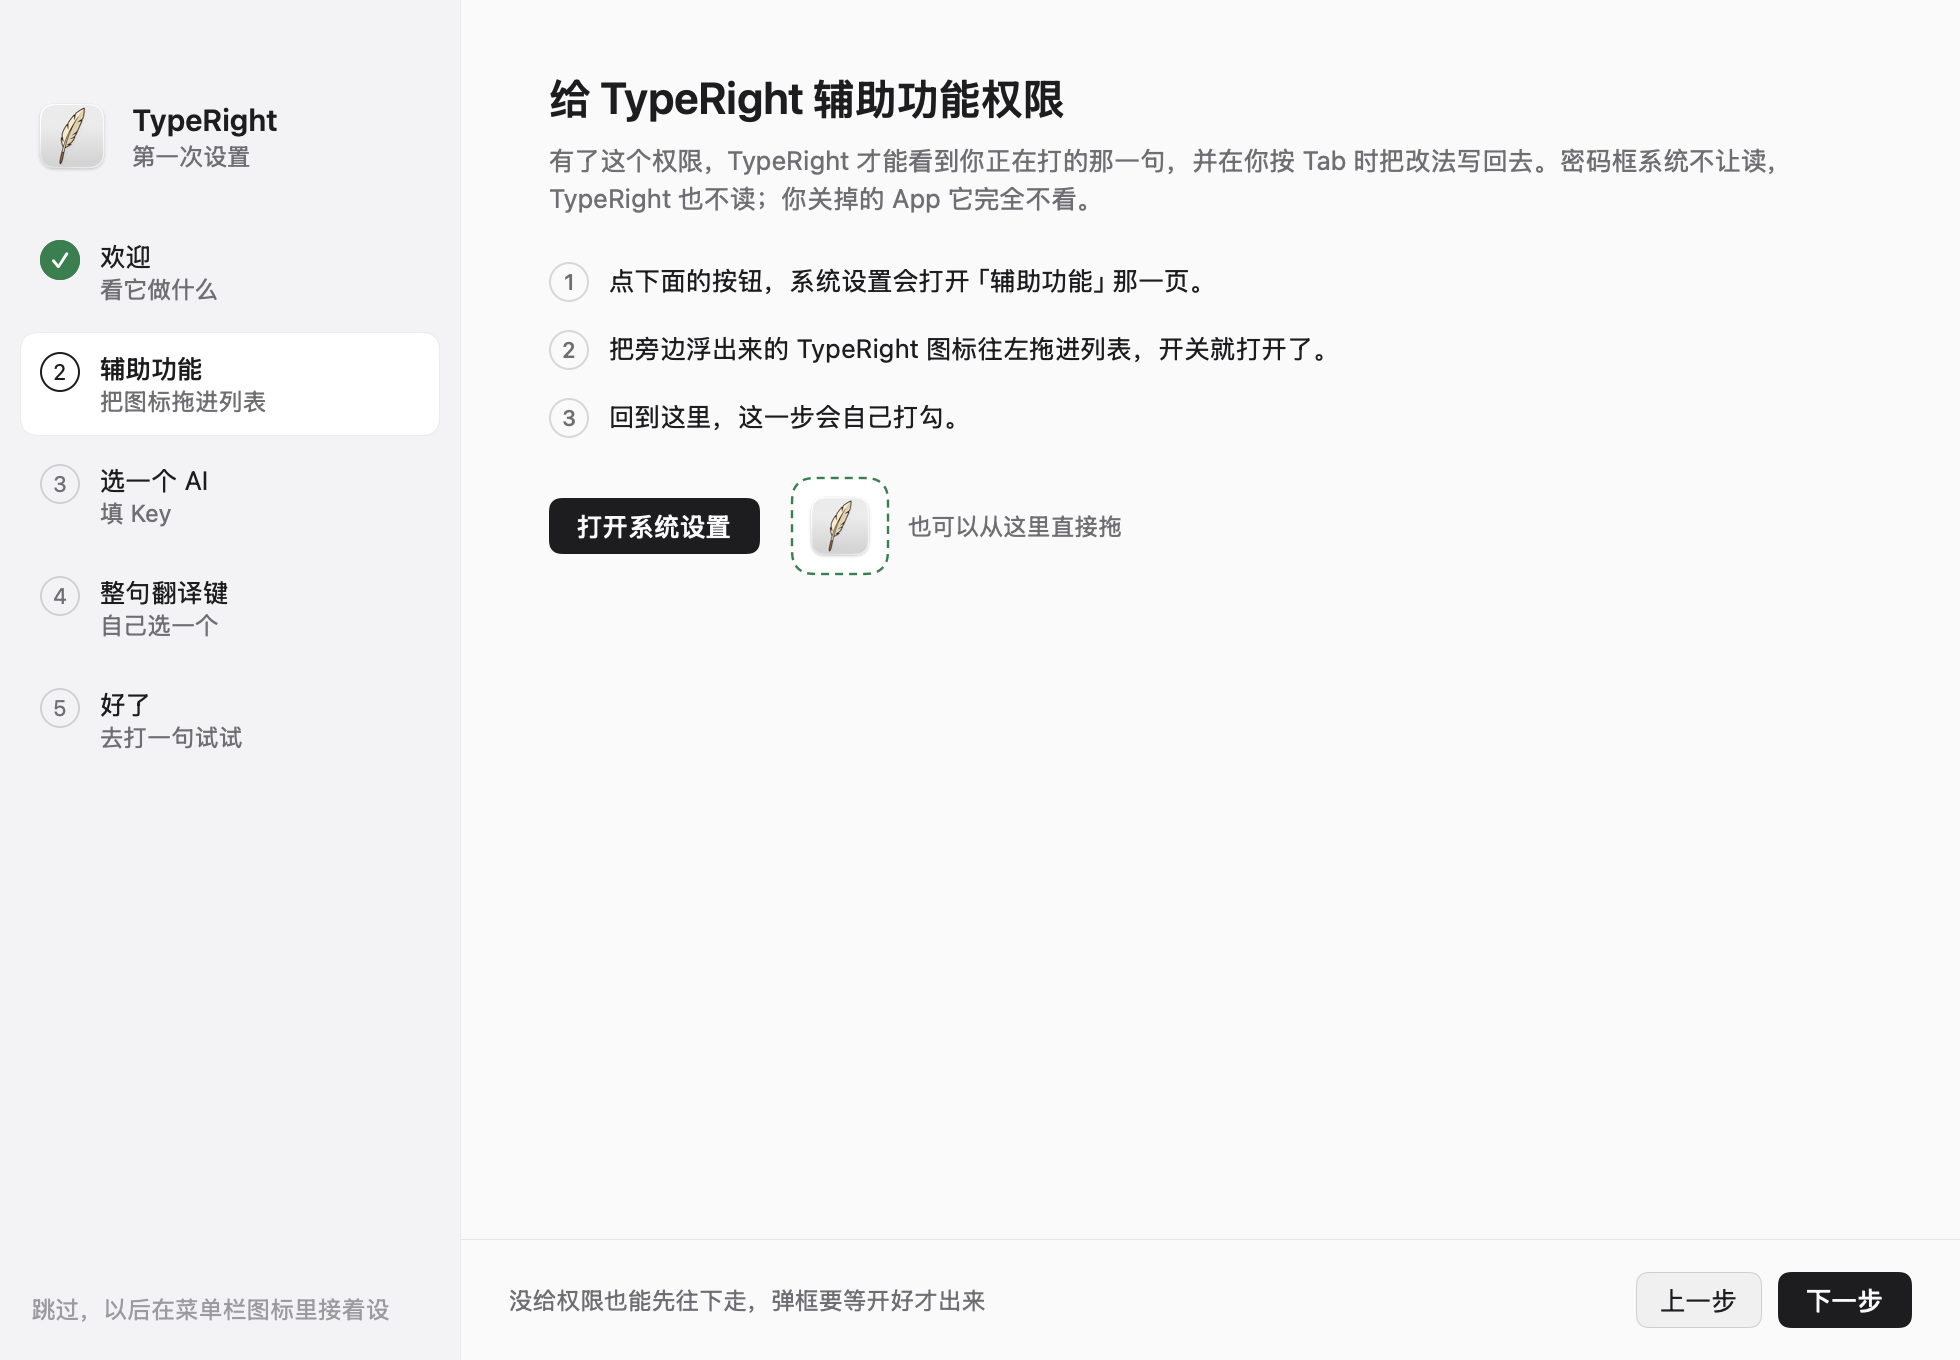 TypeRight
第一次设置
欢迎
看它做什么
2
辅助功能
把图标拖进列表
3
选一个 AI
填 Key
4
整句翻译键
自己选一个
5
好了
去打一句试试
跳过，以后在菜单栏图标里接着设
给 TypeRight 辅助功能权限
有了这个权限，TypeRight 才能看到你正在打的那一句，并在你按 Tab 时把改法写回去。密码框系统不让读，
TypeRight 也不读；你关掉的 App 它完全不看。
1 点下面的按钮，系统设置会打开「辅助功能」那一页。
2 把旁边浮出来的 TypeRight 图标往左拖进列表，开关就打开了。
3 回到这里，这一步会自己打勾。
打开系统设置
也可以从这里直接拖
没给权限也能先往下走，弹框要等开好才出来
上一步
下一步